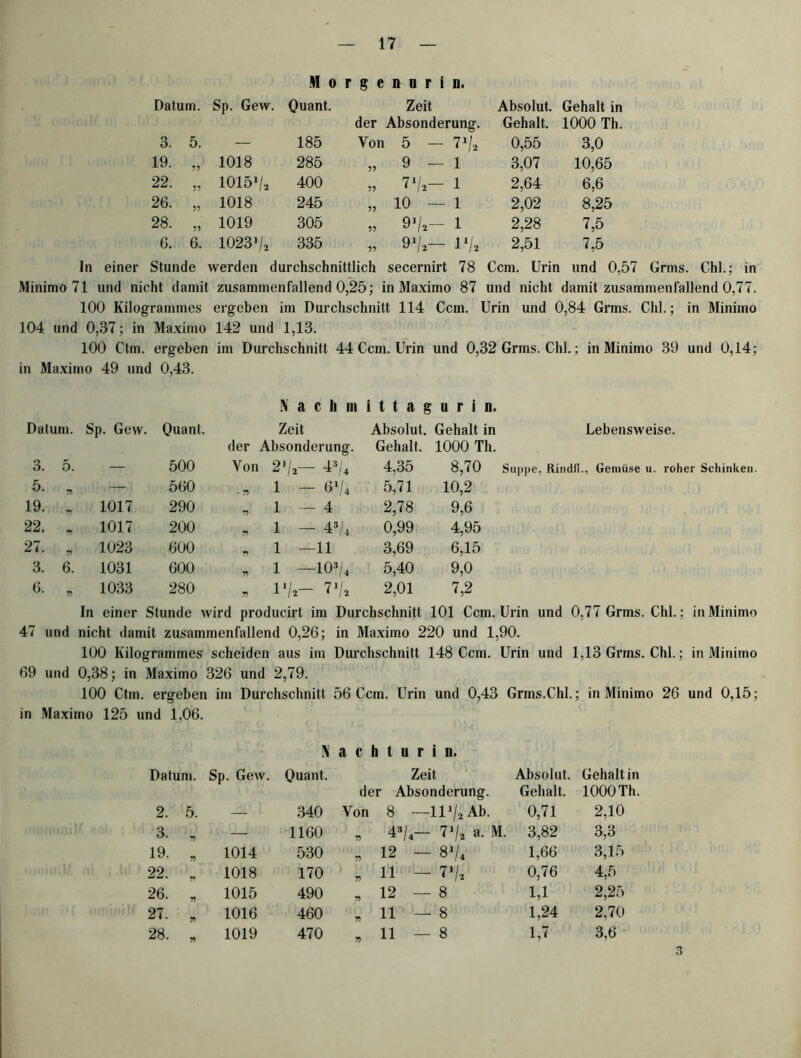 — 17 —
Morgenurin.
Datum. Sp. Gew. Quant. Zeit Absolut. Gehalt in
der Absonderung. Gehalt. 1000 Th.
3. 5. — 185 Von 5 — 7½ 0,55 3,0
19. „ 1018 285 „ 9 — 1 3,07 10,65
22. „ 1015½ 400 „ 7½— 1 2,64 6,6
26. „ 1018 245 „ 10 — 1 2,02 8,25
28. „ 1019 305 „ 9½— 1 2,28 7,5
6. 6. 1023½ 335 „ 9½— 1½ 2,51 7,5
In einer Stunde werden durchschnittlich secernirt 78 Ccm. Urin und 0,57 Grms. Chl.; in
Minimo 71 und nicht damit zusammenfallend 0,25; in Maximo 87 und nicht damit zusammenfallend 0,77.
100 Kilogrammes ergeben im Durchschnitt 114 Ccm. Urin und 0,84 Grms. Chl.; in Minimo
104 und 0,37; in Maximo 142 und 1,13.
100 Ctm. ergeben im Durchschnitt 44 Ccm. Urin und 0,32 Grms. Chl.; in Minimo 39 und 0,14;
in Maximo 49 und 0,43.
Nachmittagurin.
Datum. Sp. Gew. Quant. Zeit Absolut. Gehalt in Lebensweise.
der Absonderung. Gehalt. 1000 Th.
3. 5. — 500 Von 2½— 4¾ 4,35 8,70 Suppe, Rindfl., Gemüse u. roher Schinken.
5. „ — 560 „ 1 — 6¼ 5,71 10,2
19. „ 1017 290 „ 1 — 4 2,78 9,6
22. „ 1017 200 „ 1 — 4¾ 0,99 4,95
27. „ 1023 600 „ 1 —11 3,69 6,15
3. 6. 1031 600 „ 1 —10¾ 5,40 9,0
6. „ 1033 280 „ 1½— 7½ 2,01 7,2
In einer Stunde wird producirt im Durchschnitt 101 Ccm. Urin und 0,77 Grms. Chl.; in Minimo
47 und nicht damit zusammenfallend 0,26; in Maximo 220 und 1,90.
100 Kilogrammes scheiden aus im Durchschnitt 148 Ccm. Urin und 1,13 Grms. Chl.; in Minimo
69 und 0,38; in Maximo 326 und 2,79.
100 Ctm. ergeben im Durchschnitt 56 Ccm. Urin und 0,43 Grms.Chl.; in Minimo 26 und 0,15;
in Maximo 125 und 1,06.
Nachturin.
Datum. Sp. Gew. Quant. Zeit Absolut. Gehalt in
der Absonderung. Gehalt. 1000 Th.
2. 5. — 340 Von 8 —11½ Ab. 0,71 2,10
3. „ — 1160 „ 4¾— 7½ a. M. 3,82 3,3
19. „ 1014 530 „ 12 — 8¼ 1,66 3,15
22. „ 1018 170 „ 11 — 7½ 0,76 4,5
26. „ 1015 490 „ 12 — 8 1,1 2,25
27. „ 1016 460 „ 11 — 8 1,24 2,70
28. „ 1019 470 „ 11 — 8 1,7 3,6
3